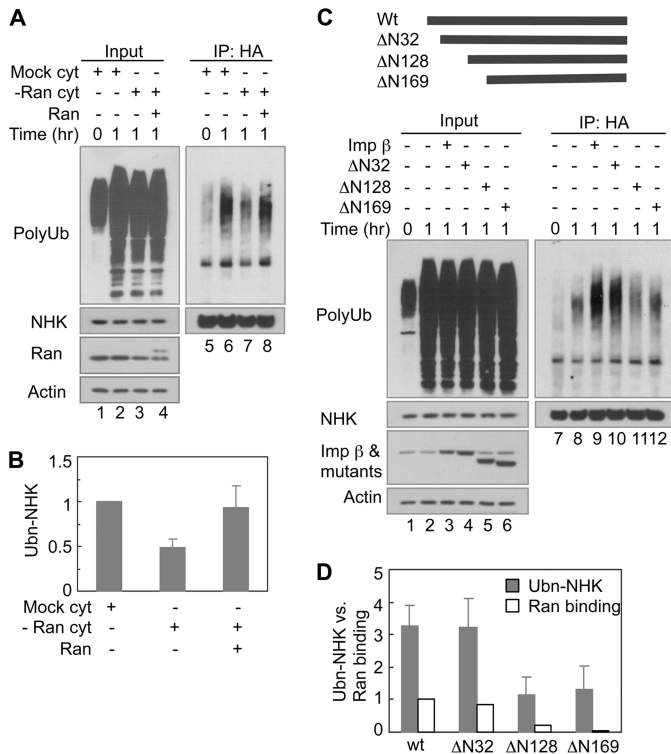 A
Input
IP: HA
Mock cyt + + - - + + - -
-Ran cyt - - + + - - + +
Ran - - - + - - - +
Time (hr) 0 1 1 1 0 1 1 1
PolyUb
NHK
5 6 7 8
Ran
Actin
1 2 3 4
B
Ubn-NHK
1.5
1
0.5
0
Mock cyt + - -
- Ran cyt - + +
Ran - - +
C
Wt
ΔN32
ΔN128
ΔN169
Input
IP: HA
Imp β - - + - - - - - + - - -
ΔN32 - - - + - - - - - + - -
ΔN128 - - - - + - - - - - + -
ΔN169 - - - - - + - - - - - +
Time (hr) 0 1 1 1 1 1 0 1 1 1 1 1
PolyUb
NHK
7 8 9 10 11 12
Imp β &
mutants
Actin
1 2 3 4 5 6
D
Ubn-NHK vs.
Ran binding
5
4
3
2
1
0
Ubn-NHK
Ran binding
wt ΔN32 ΔN128 ΔN169